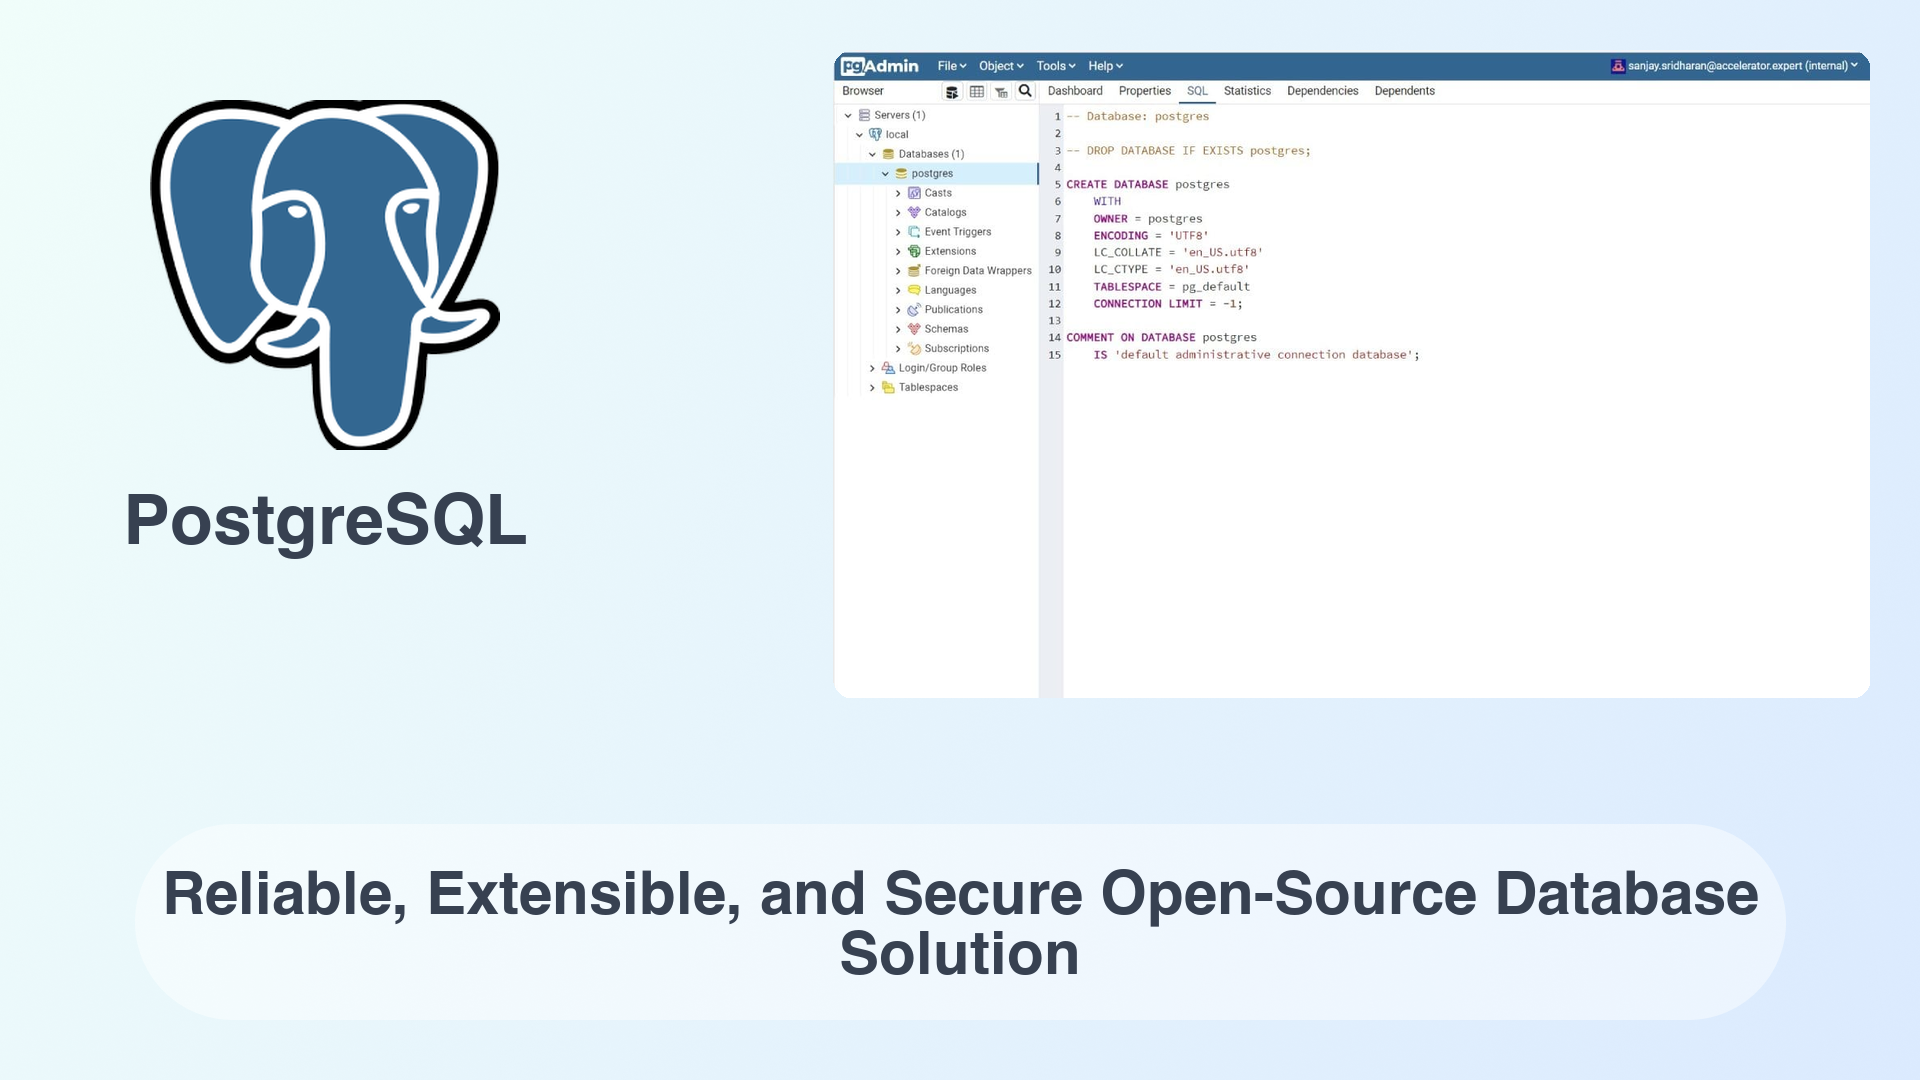 PostgreSQL
pgAdmin File Object Tools Help sanjay.sridharan@accelerator.expert (internal)
Browser Dashboard Properties SQL Statistics Dependencies Dependents
Servers (1)
local
Databases (1)
postgres
Casts
Catalogs
Event Triggers
Extensions
Foreign Data Wrappers
Languages
Publications
Schemas
Subscriptions
Login/Group Roles
Tablespaces
1 -- Database: postgres
2
3 -- DROP DATABASE IF EXISTS postgres;
4
5 CREATE DATABASE postgres
6     WITH
7     OWNER = postgres
8     ENCODING = 'UTF8'
9     LC_COLLATE = 'en_US.utf8'
10     LC_CTYPE = 'en_US.utf8'
11     TABLESPACE = pg_default
12     CONNECTION LIMIT = -1;
13
14 COMMENT ON DATABASE postgres
15     IS 'default administrative connection database';
Reliable, Extensible, and Secure Open-Source Database
Solution